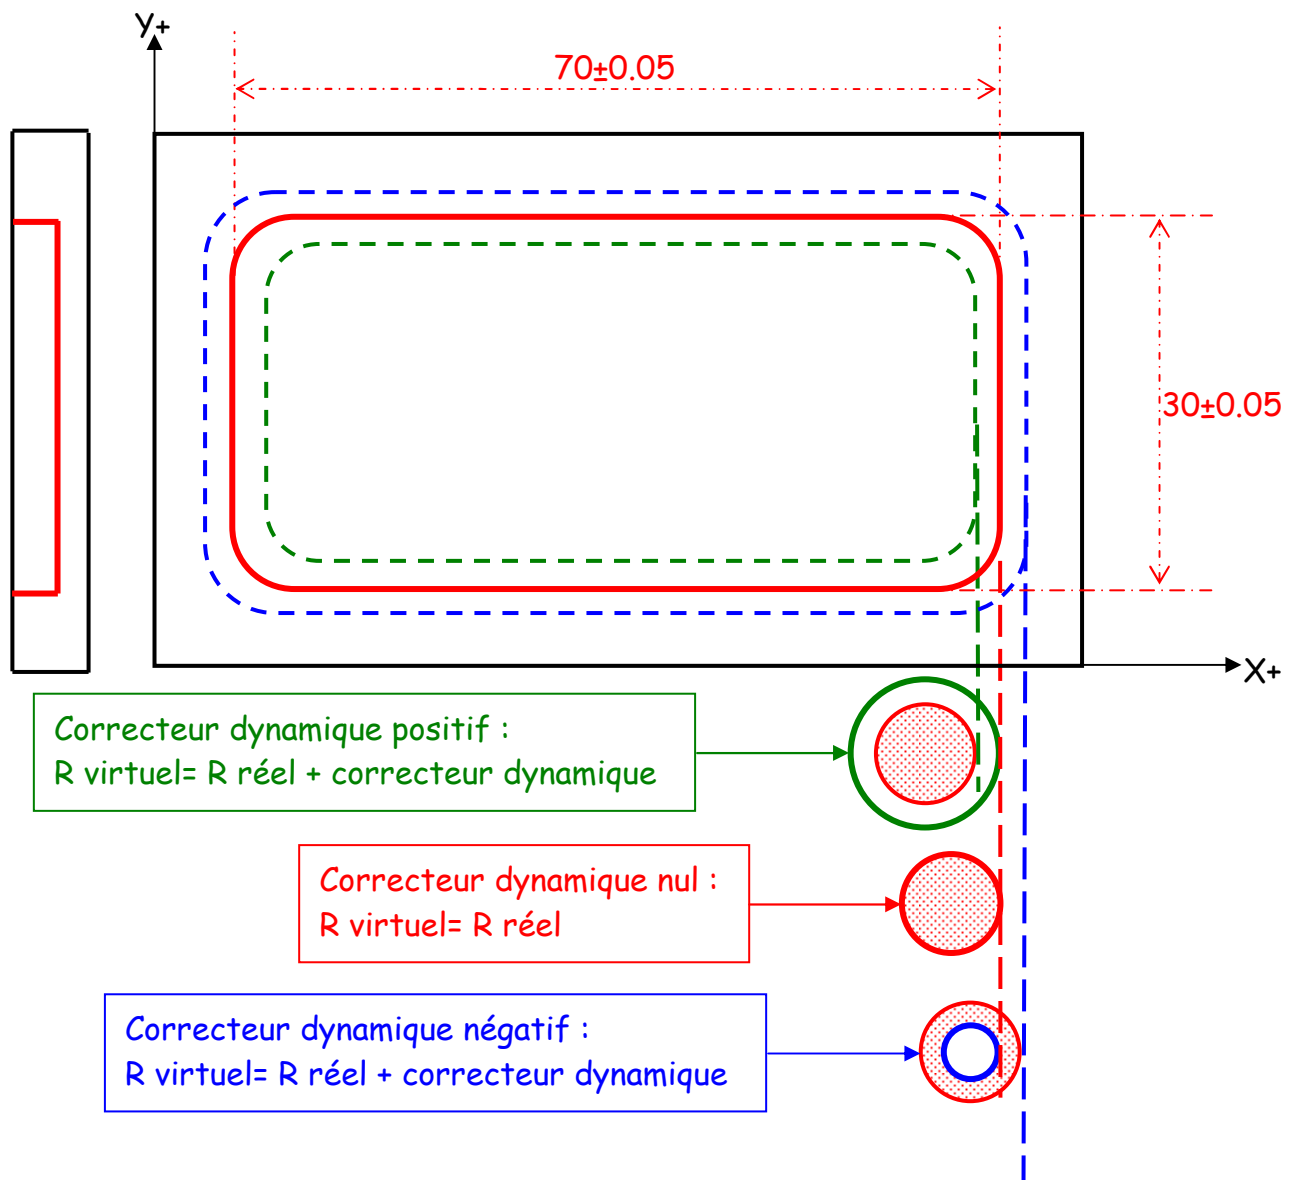 Y+
70±0.05
30±0.05
X+
Correcteur dynamique positif :
R virtuel= R réel + correcteur dynamique
Correcteur dynamique nul :
R virtuel= R réel
Correcteur dynamique négatif :
R virtuel= R réel + correcteur dynamique